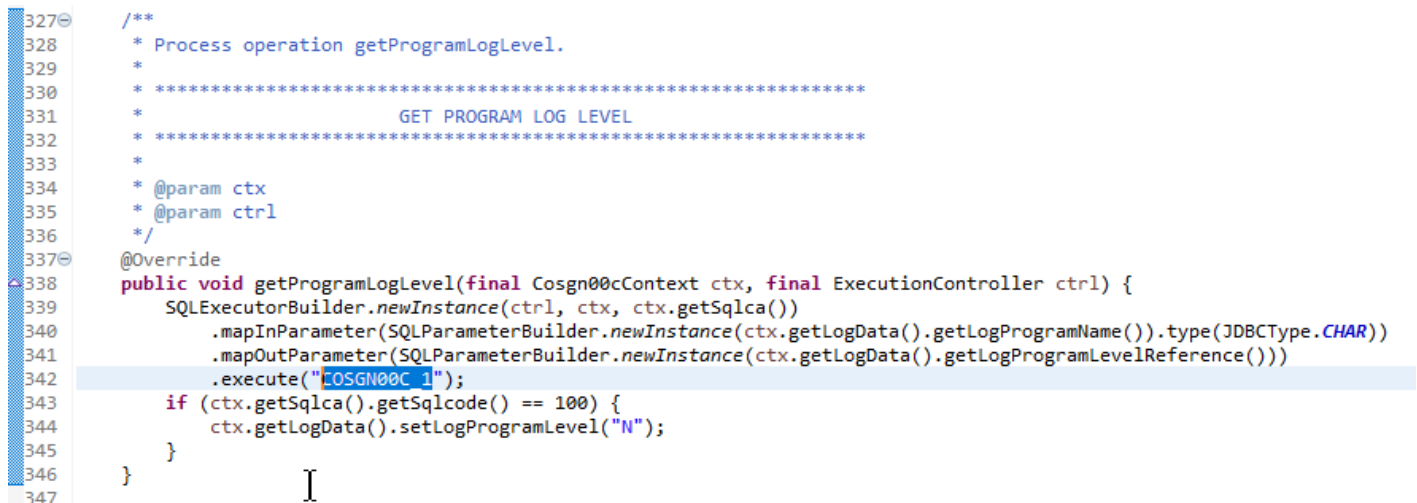 327 /**
328 * Process operation getProgramLogLevel.
329 *
330 * ****************************************************************
331 * GET PROGRAM LOG LEVEL
332 * ****************************************************************
333 *
334 * @param ctx
335 * @param ctrl
336 */
337 @Override
338 public void getProgramLogLevel(final Cosgn00cContext ctx, final ExecutionController ctrl) {
339 SQLExecutorBuilder.newInstance(ctrl, ctx, ctx.getSqlca())
340 .mapInParameter(SQLParameterBuilder.newInstance(ctx.getLogData().getLogProgramName()).type(JDBCType.CHAR))
341 .mapOutParameter(SQLParameterBuilder.newInstance(ctx.getLogData().getLogProgramLevelReference()))
342 .execute("COSGN00C_1");
343 if (ctx.getSqlca().getSqlcode() == 100) {
344 ctx.getLogData().setLogProgramLevel("N");
345 }
346 }
347